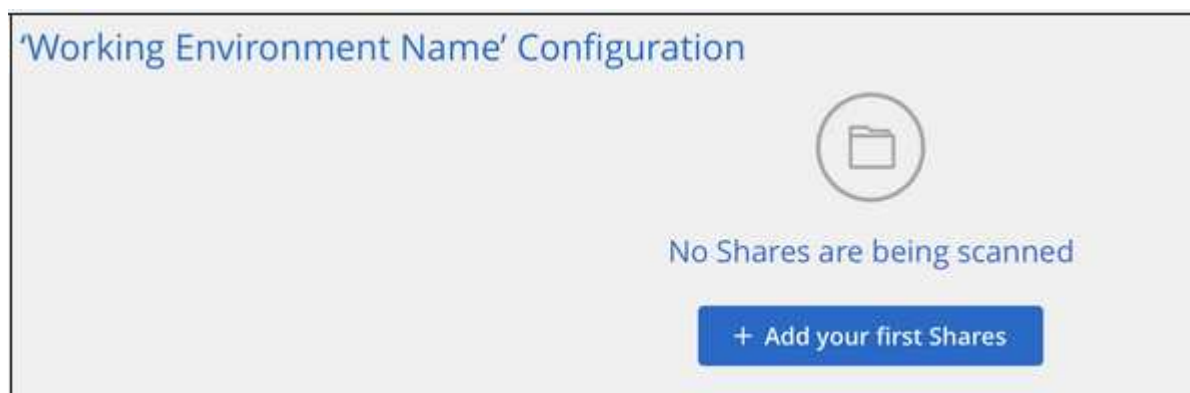 ‘Working Environment Name’ Configuration
No Shares are being scanned
+ Add your first Shares